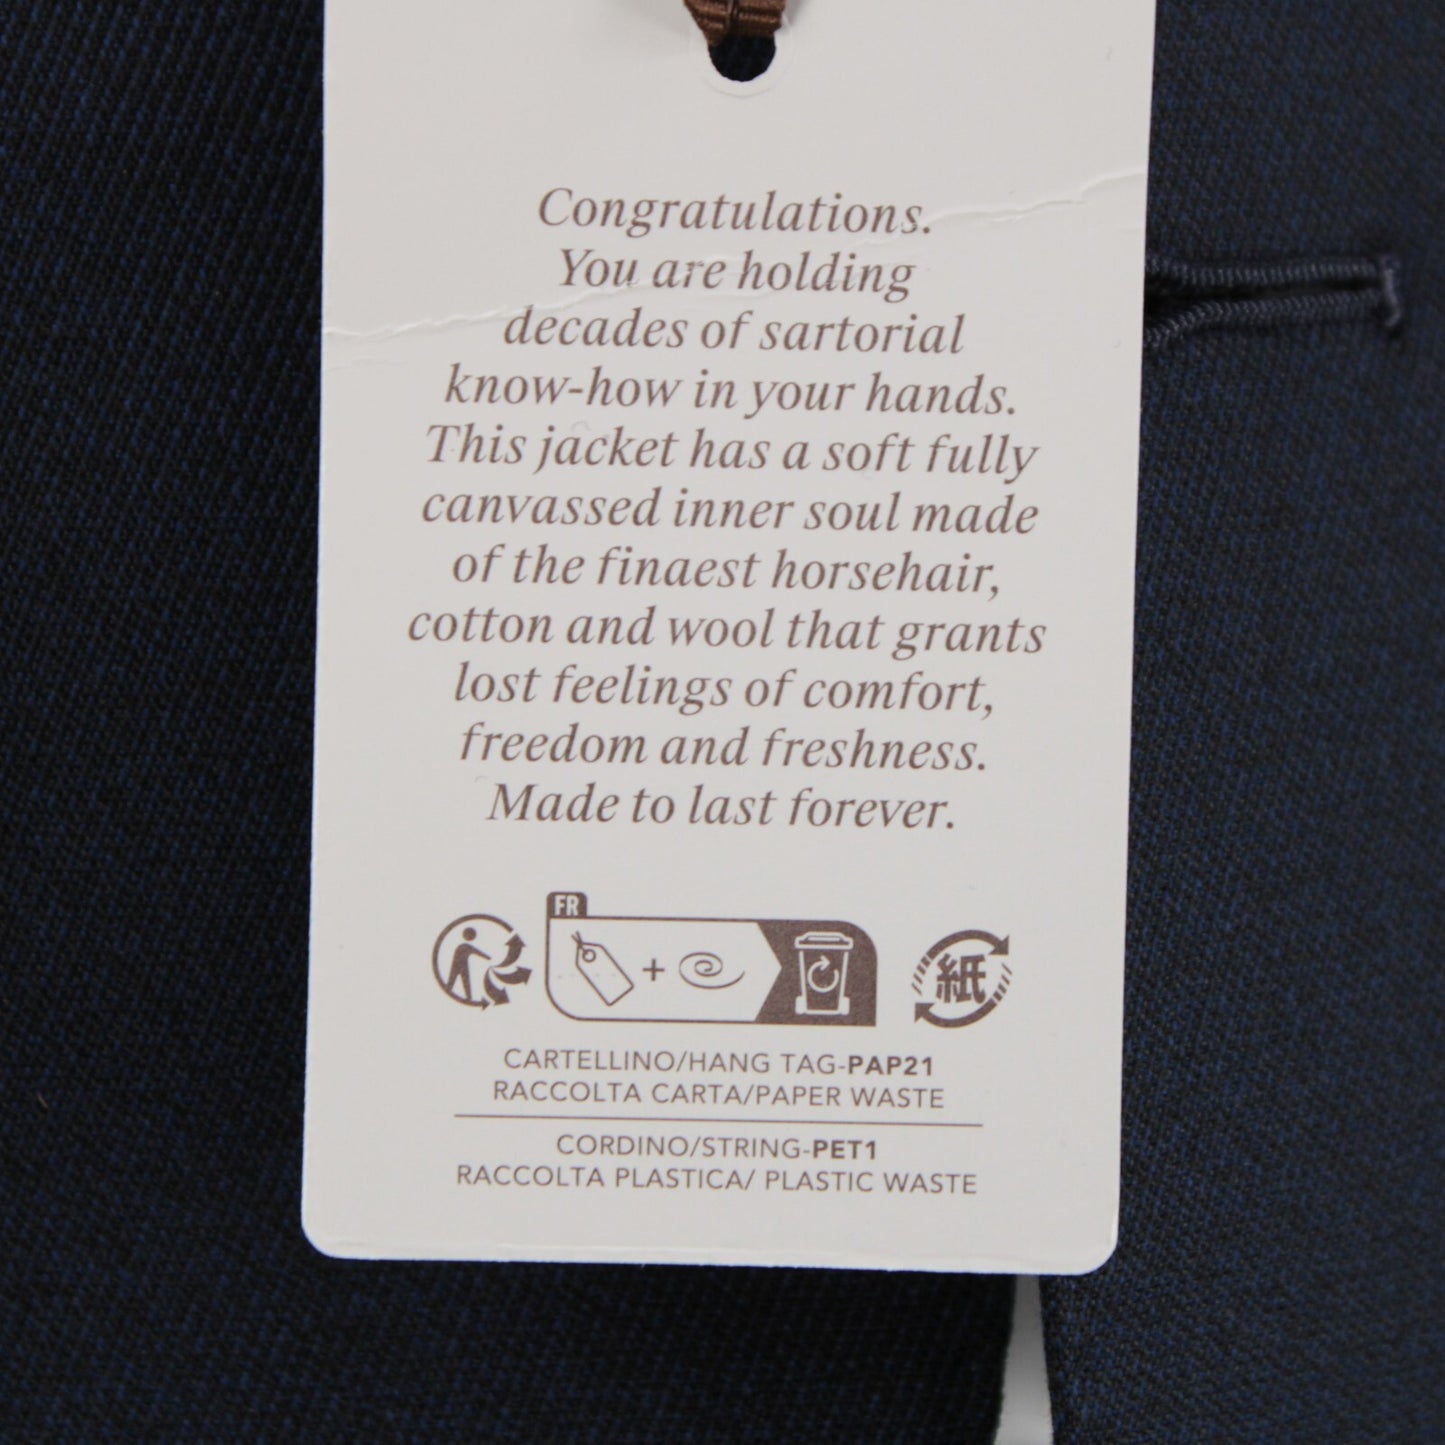 Congratulations.
You are holding
decades of sartorial
know-how in your hands.
This jacket has a soft fully
canvassed inner soul made
of the finaest horsehair,
cotton and wool that grants
lost feelings of comfort,
freedom and freshness.
Made to last forever.
FR
+
紙
CARTELLINO/HANG TAG-PAP21
RACCOLTA CARTA/PAPER WASTE
CORDINO/STRING-PET1
RACCOLTA PLASTICA/ PLASTIC WASTE